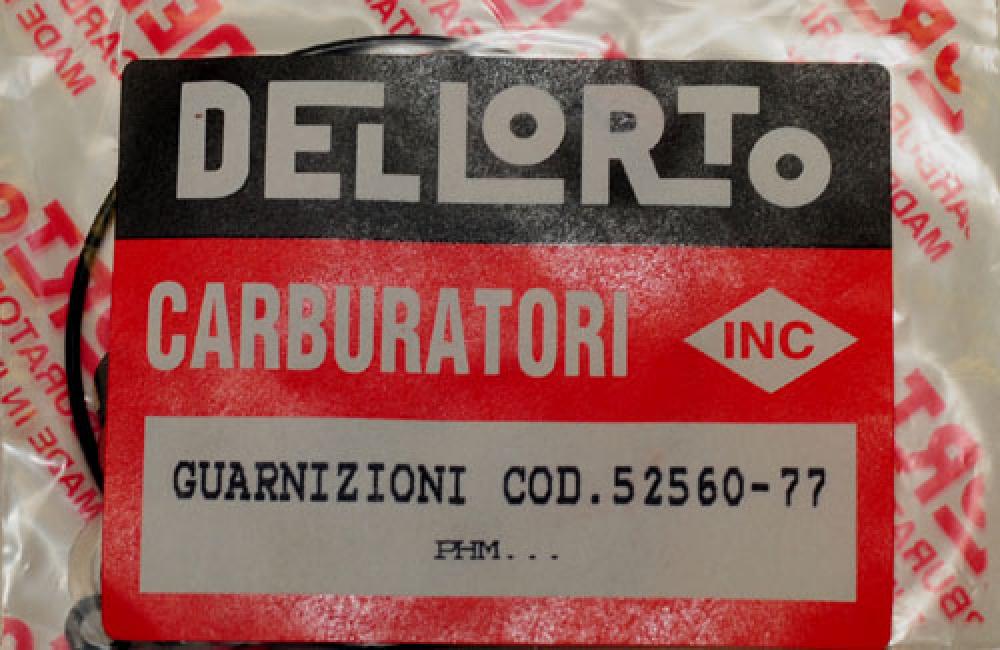 DELLORTO
CARBURATORI
INC
GUARNIZIONI COD.52560-77
PHM...